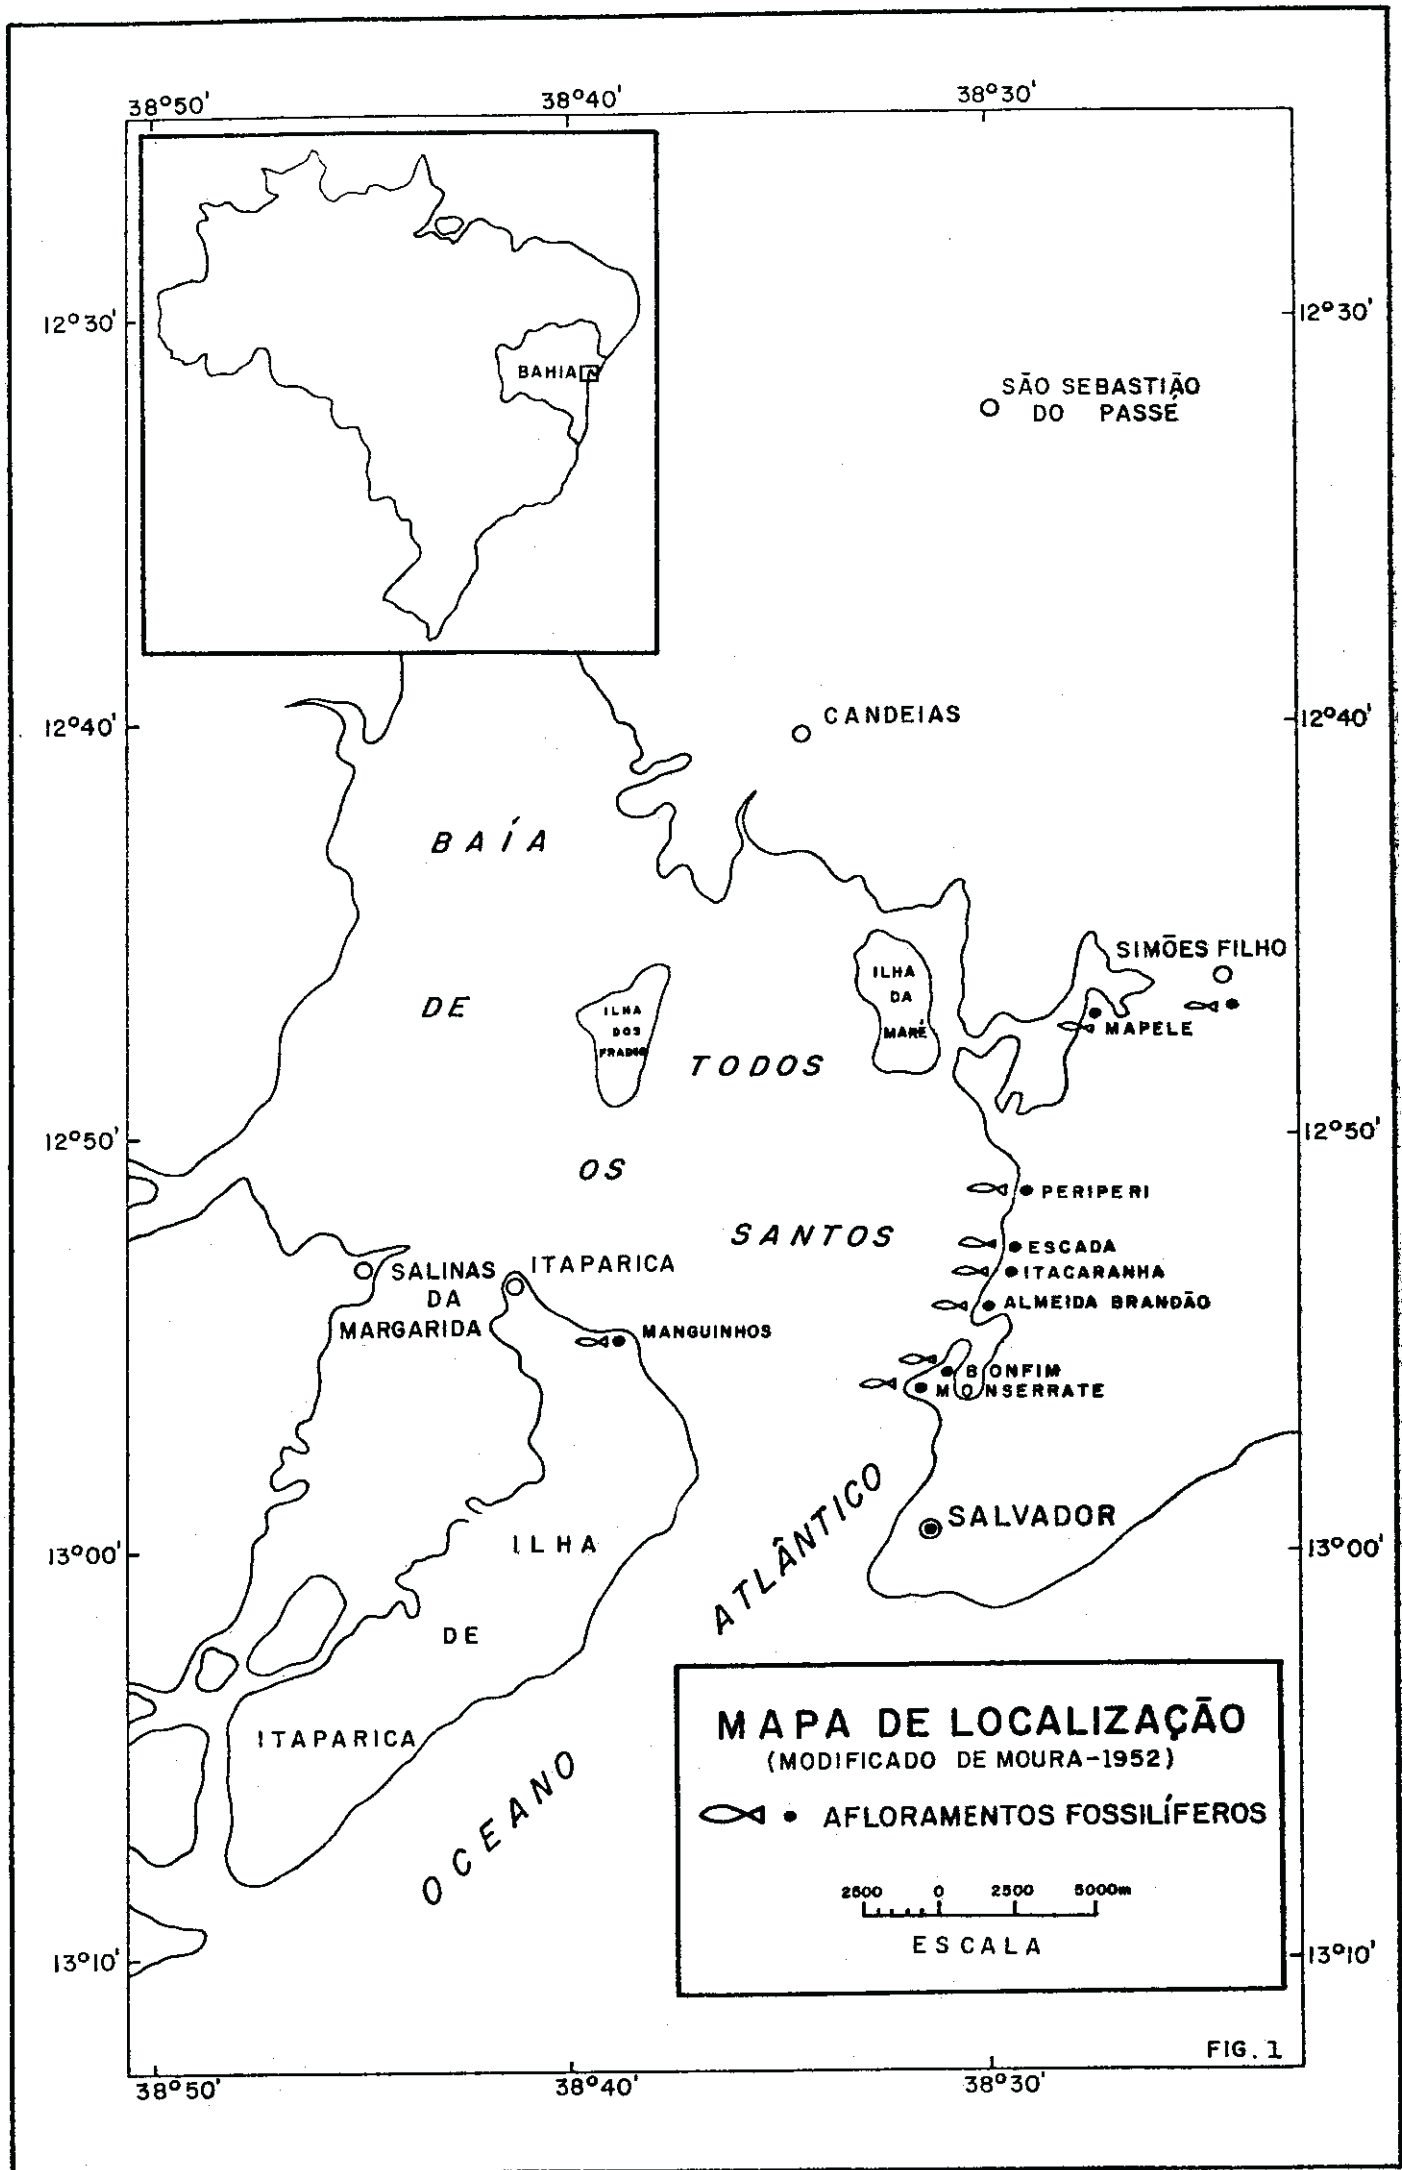 38°50'
38°40'
38°30'
12°30'
12°30'
BAHIA
SÃO SEBASTIÃO
DO PASSÉ
12°40'
12°40'
CANDEIAS
BAÍA
SIMÕES FILHO
ILHA
DA
MARÉ
DE
ILHA
DOS
MAPELE
TODOS
12°50'
12°50'
OS
PERIPERI
SANTOS
ESCADA
ITACARANHA
ITAPARICA
SALINAS
DA
MARGARIDA
ALMEIDA BRANDÃO
MANGUINHOS
BONFIM
MONSERRATE
ATLÂNTICO
SALVADOR
ILHA
13°00'
13°00'
DE
ITAPARICA
OCEANO
MAPA DE LOCALIZAÇÃO
(MODIFICADO DE MOURA-1952)
AFLORAMENTOS FOSSILÍFEROS
2500 0 2500 5000m
ESCALA
13°10'
13°10'
FIG. 1
38°50'
38°40'
38°30'